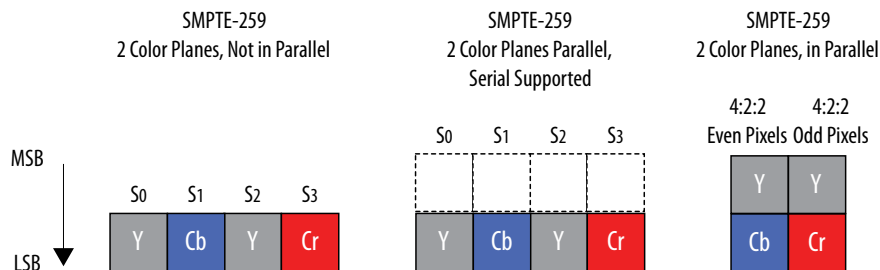 SMPTE-259
2 Color Planes, Not in Parallel
SMPTE-259
2 Color Planes Parallel,
Serial Supported
SMPTE-259
2 Color Planes, in Parallel
4:2:2 4:2:2
Even Pixels Odd Pixels
MSB
LSB
S0 S1 S2 S3
Y Cb Y Cr
S0 S1 S2 S3
Y Cb Y Cr
Y Y
Cb Cr